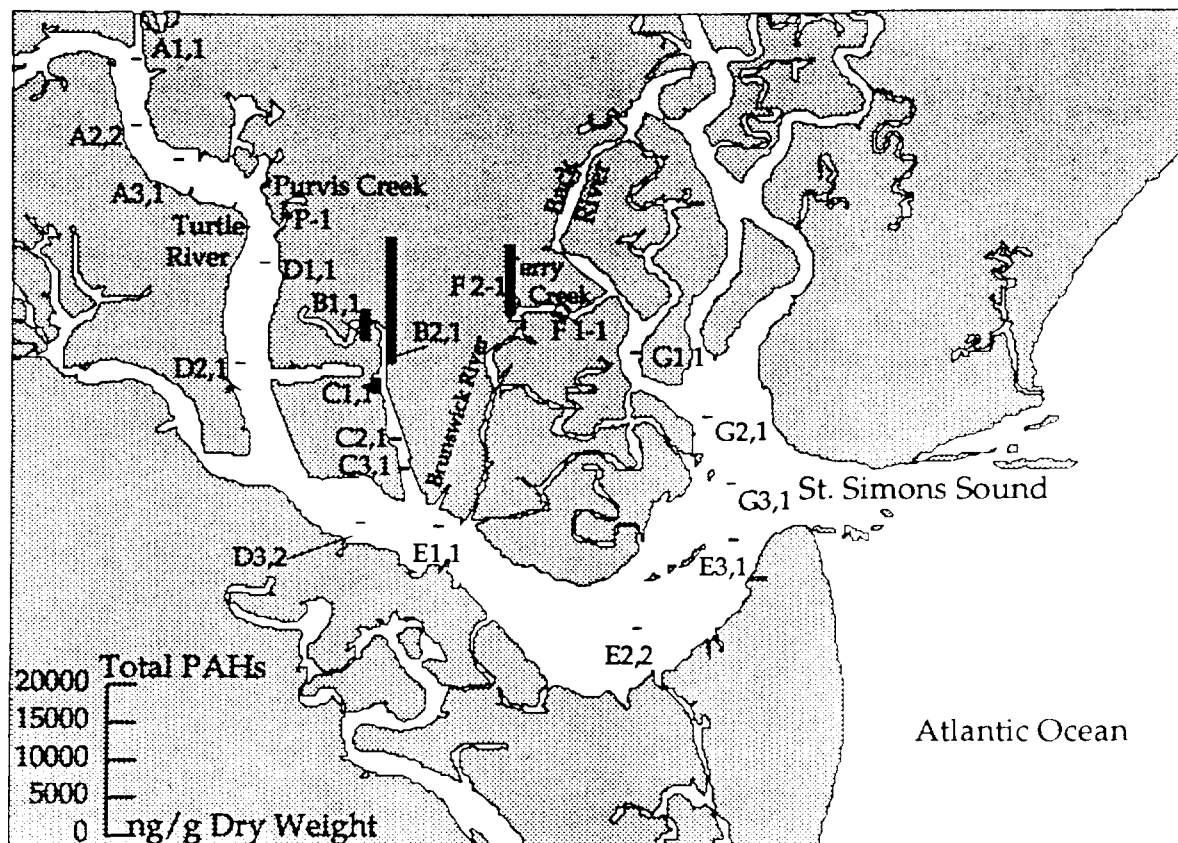 A1,1
A2,2
A3,1
Purvis Creek
P-1
Turtle
River
D1,1
Back
River
B1,1
F 2-1
erry
Creek
B2,1
F 1-1
G1,1
D2,1
C1,1
Brunswick River
G2,1
C2,1
C3,1
G3,1
St. Simons Sound
D3,2
E1,1
E3,1
E2,2
Total PAHs
20000
15000
10000
5000
0
ng/g Dry Weight
Atlantic Ocean